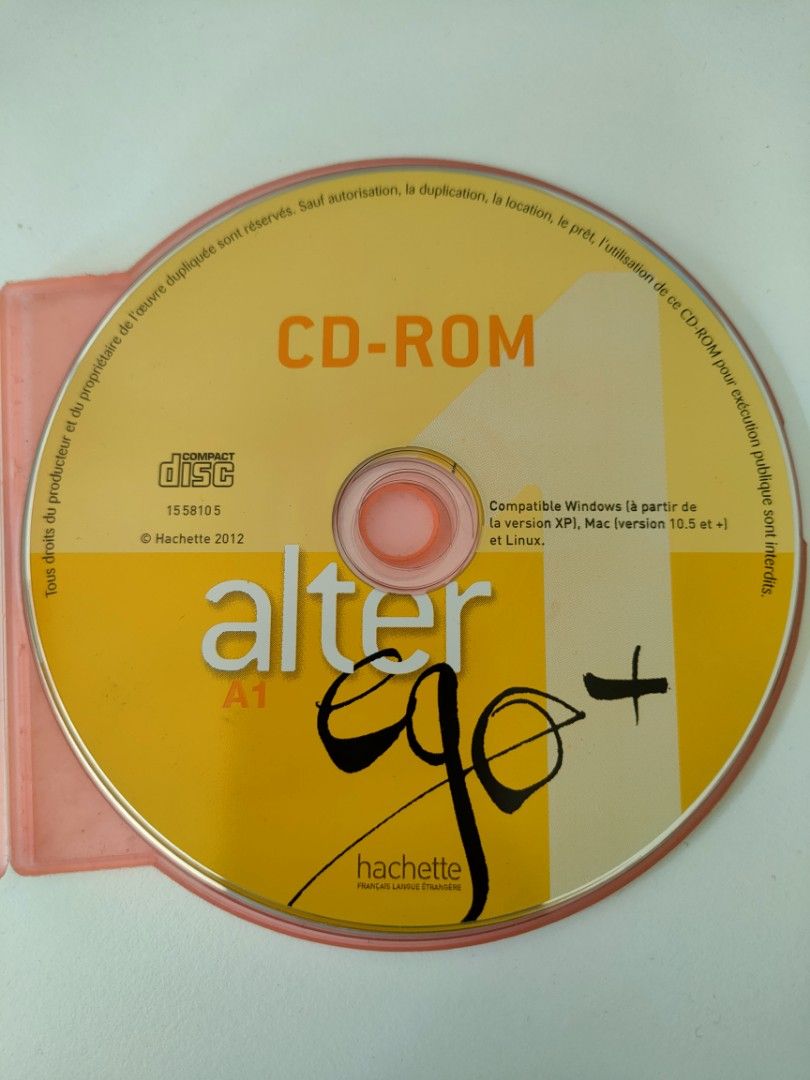 Tous droits du producteur et du propriétaire de l'œuvre dupliquée sont réservés. Sauf autorisation, la duplication, la location, le prêt, l'utilisation de ce CD-ROM pour exécution publique sont interdits.
CD-ROM
COMPACT
disc
15 5810 5
© Hachette 2012
Compatible Windows (à partir de
la version XP), Mac (version 10.5 et +)
et Linux.
1
alter
A1
ego+
hachette
FRANÇAIS LANGUE ÉTRANGÈRE